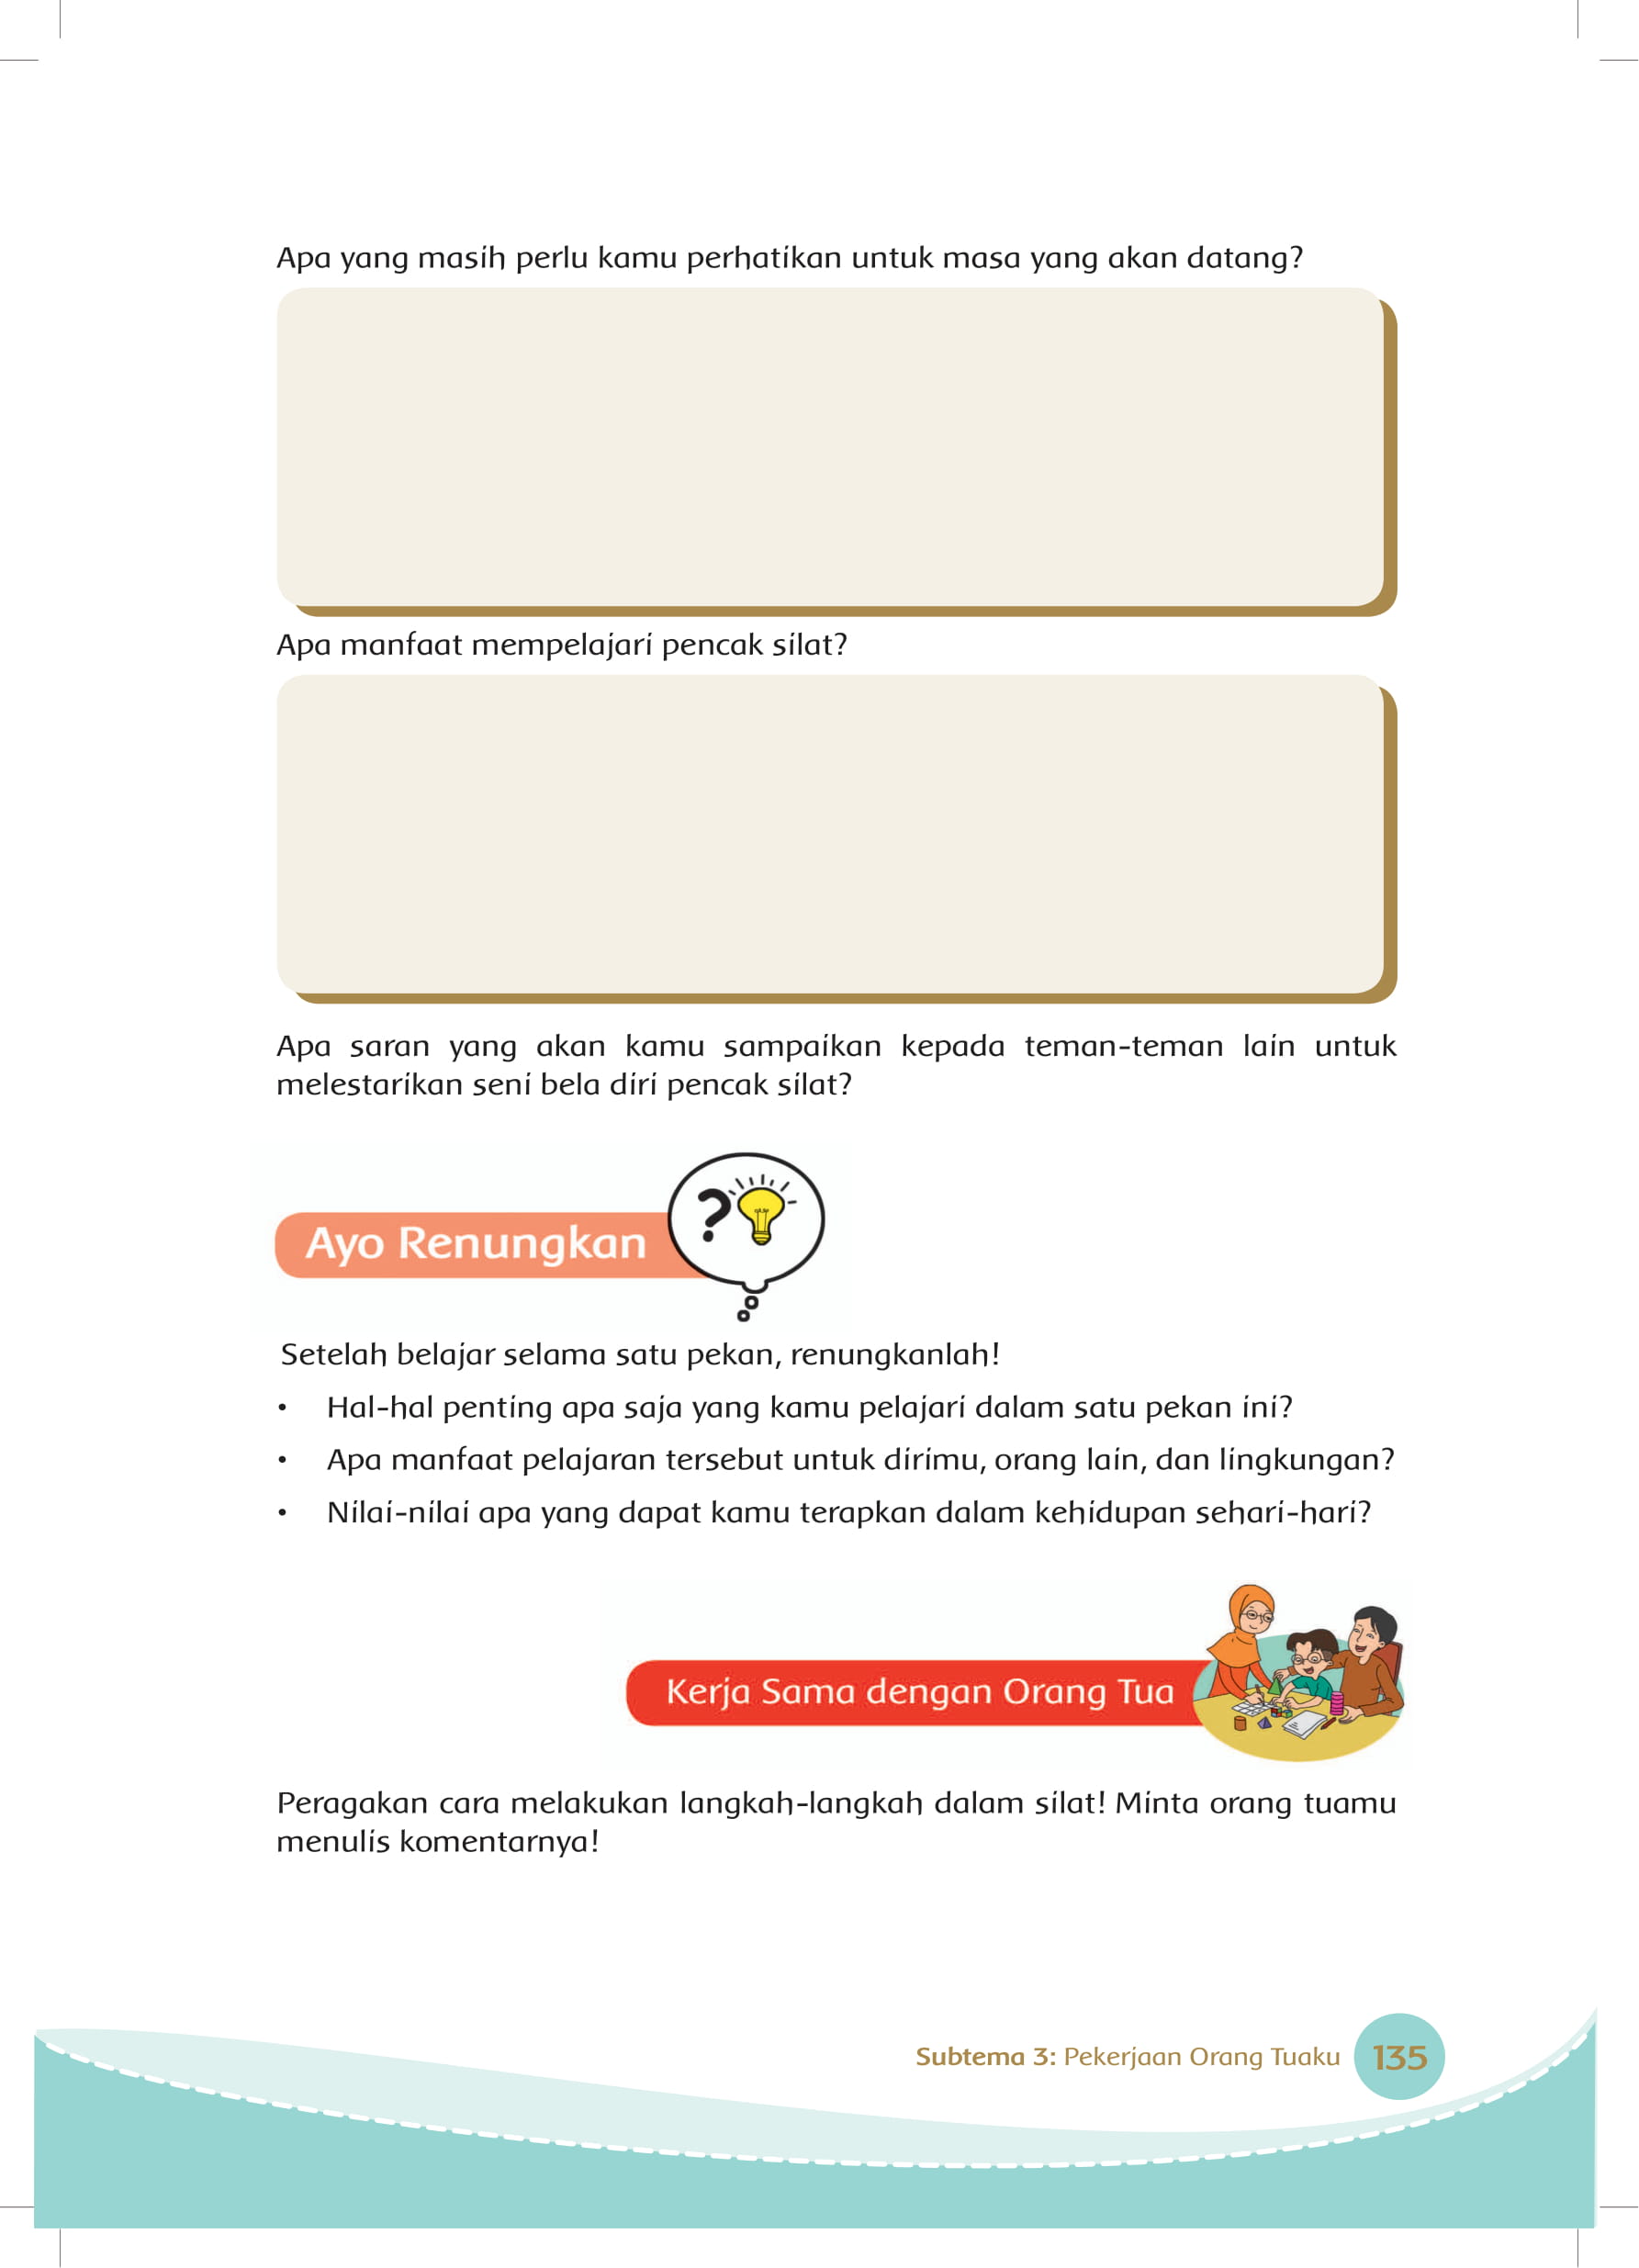 Apa yang masih perlu kamu perhatikan untuk masa yang akan datang?
Apa manfaat mempelajari pencak silat?
Apa saran yang akan kamu sampaikan kepada teman-teman lain untuk
melestarikan seni bela diri pencak silat?
?
Ayo Renungkan
Setelah belajar selama satu pekan, renungkanlah!
• Hal-hal penting apa saja yang kamu pelajari dalam satu pekan ini?
• Apa manfaat pelajaran tersebut untuk dirimu, orang lain, dan lingkungan?
• Nilai-nilai apa yang dapat kamu terapkan dalam kehidupan sehari-hari?
Kerja Sama dengan Orang Tua
Peragakan cara melakukan langkah-langkah dalam silat! Minta orang tuamu
menulis komentarnya!
Subtema 3: Pekerjaan Orang Tuaku 135